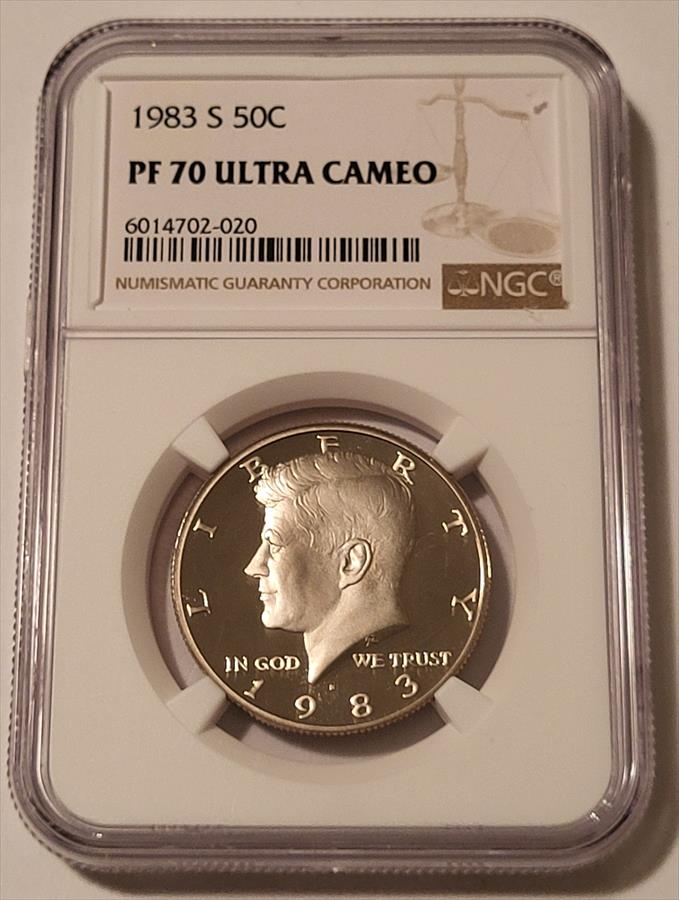 1983 S 50C
PF 70 ULTRA CAMEO
6014702-020
NUMISMATIC GUARANTY CORPORATION
NGC®
LIBERTY
IN GOD WE TRUST
1983